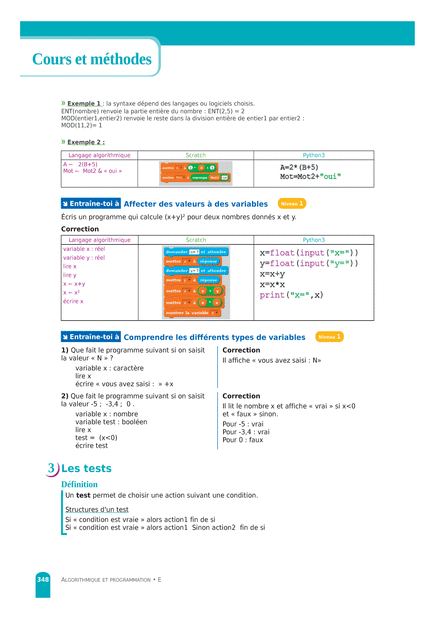 Cours et méthodes
» Exemple 1 : la syntaxe dépend des langages ou logiciels choisis.
ENT(nombre) renvoie la partie entière du nombre : ENT(2,5) = 2
MOD(entier1,entier2) renvoie le reste dans la division entière de entier1 par entier2 :
MOD(11,2)= 1
» Exemple 2 :
Langage algorithmique Scratch Python3
A ← 2(B+5)
Mot ← Mot2 & « oui »
A=2*(B+5)
Mot=Mot2+"oui"
Entraîne-toi à Affecter des valeurs à des variables Niveau 1
Écris un programme qui calcule (x+y)² pour deux nombres donnés x et y.
Correction
Langage algorithmique Scratch Python3
variable x : réel
variable y : réel
lire x
lire y
x ← x+y
x ← x²
écrire x
demander x=? et attendre
mettre x à réponse
demander y=? et attendre
mettre y à réponse
mettre x à x + y
mettre x à x * x
montrer la variable x
x=float(input("x="))
y=float(input("y="))
x=x+y
x=x*x
print("x=",x)
Entraîne-toi à Comprendre les différents types de variables Niveau 1
1) Que fait le programme suivant si on saisit
la valeur « N » ?
variable x : caractère
lire x
écrire « vous avez saisi : » +x
Correction
Il affiche « vous avez saisi : N»
2) Que fait le programme suivant si on saisit
la valeur -5 ; -3,4 ; 0 .
variable x : nombre
variable test : booléen
lire x
test = (x<0)
écrire test
Correction
Il lit le nombre x et affiche « vrai » si x<0
et « faux » sinon.
Pour -5 : vrai
Pour -3,4 : vrai
Pour 0 : faux
3 Les tests
Définition
Un test permet de choisir une action suivant une condition.
Structures d'un test
Si « condition est vraie » alors action1 fin de si
Si « condition est vraie » alors action1 Sinon action2 fin de si
348 ALGORITHMIQUE ET PROGRAMMATION • E